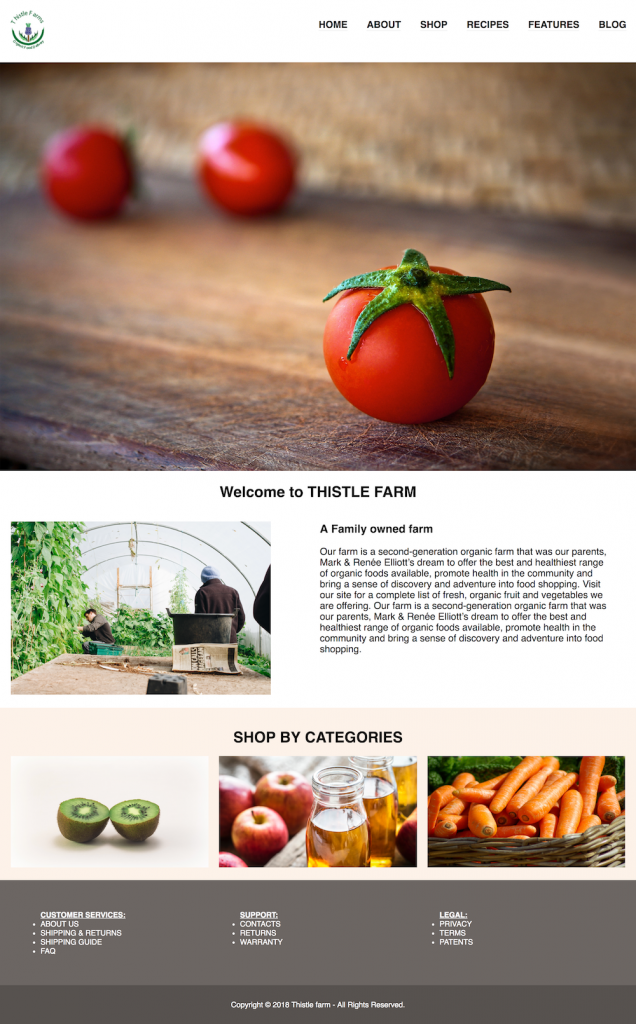 Thistle Farms
HOME ABOUT SHOP RECIPES FEATURES BLOG
Welcome to THISTLE FARM
A Family owned farm
Our farm is a second-generation organic farm that was our parents,
Mark & Renée Elliott's dream to offer the best and healthiest range
of organic foods available, promote health in the community and
bring a sense of discovery and adventure into food shopping. Visit
our site for a complete list of fresh, organic fruit and vegetables we
are offering. Our farm is a second-generation organic farm that was
our parents, Mark & Renée Elliott's dream to offer the best and
healthiest range of organic foods available, promote health in the
community and bring a sense of discovery and adventure into food
shopping.
SHOP BY CATEGORIES
CUSTOMER SERVICES:
ABOUT US
SHIPPING & RETURNS
SHIPPING GUIDE
FAQ
SUPPORT:
CONTACTS
RETURNS
WARRANTY
LEGAL:
PRIVACY
TERMS
PATENTS
Copyright © 2018 Thistle farm - All Rights Reserved.